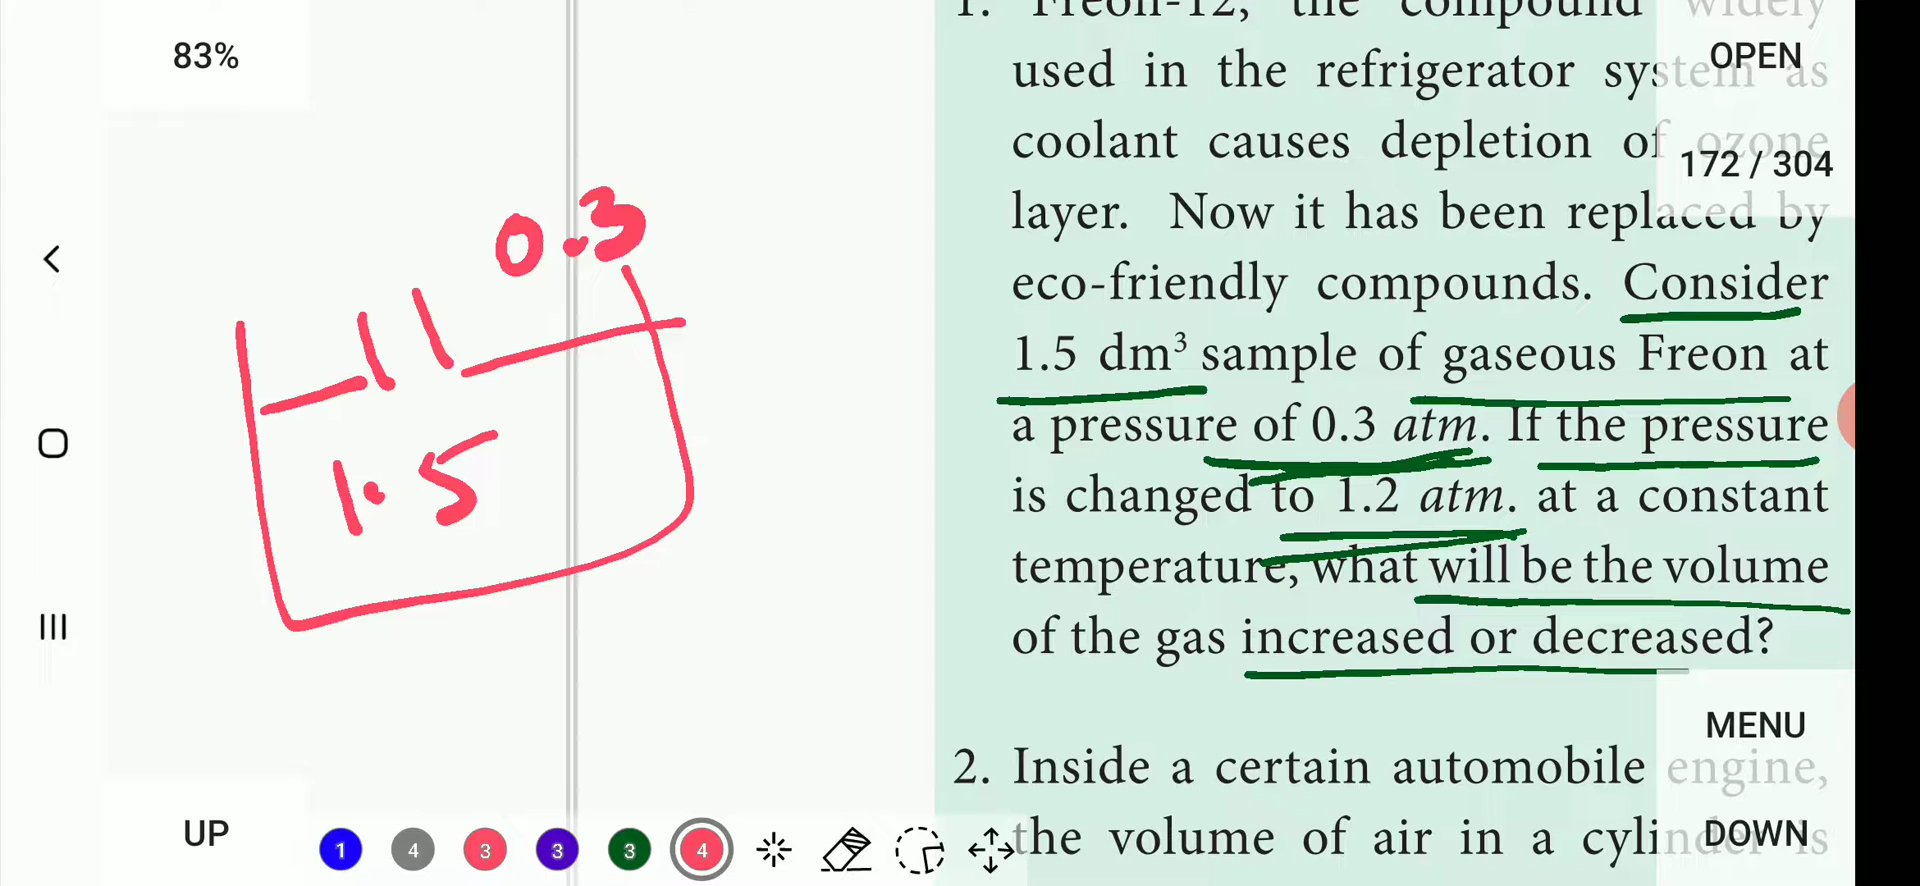 83%
OPEN
172 / 304
0.3
1.5
1. Freon-12, the compound widely
used in the refrigerator system as
coolant causes depletion of ozone
layer. Now it has been replaced by
eco-friendly compounds. Consider
1.5 dm³ sample of gaseous Freon at
a pressure of 0.3 atm. If the pressure
is changed to 1.2 atm. at a constant
temperature, what will be the volume
of the gas increased or decreased?
2. Inside a certain automobile engine,
the volume of air in a cylinder is
MENU
UP
DOWN
1 4 3 3 3 4